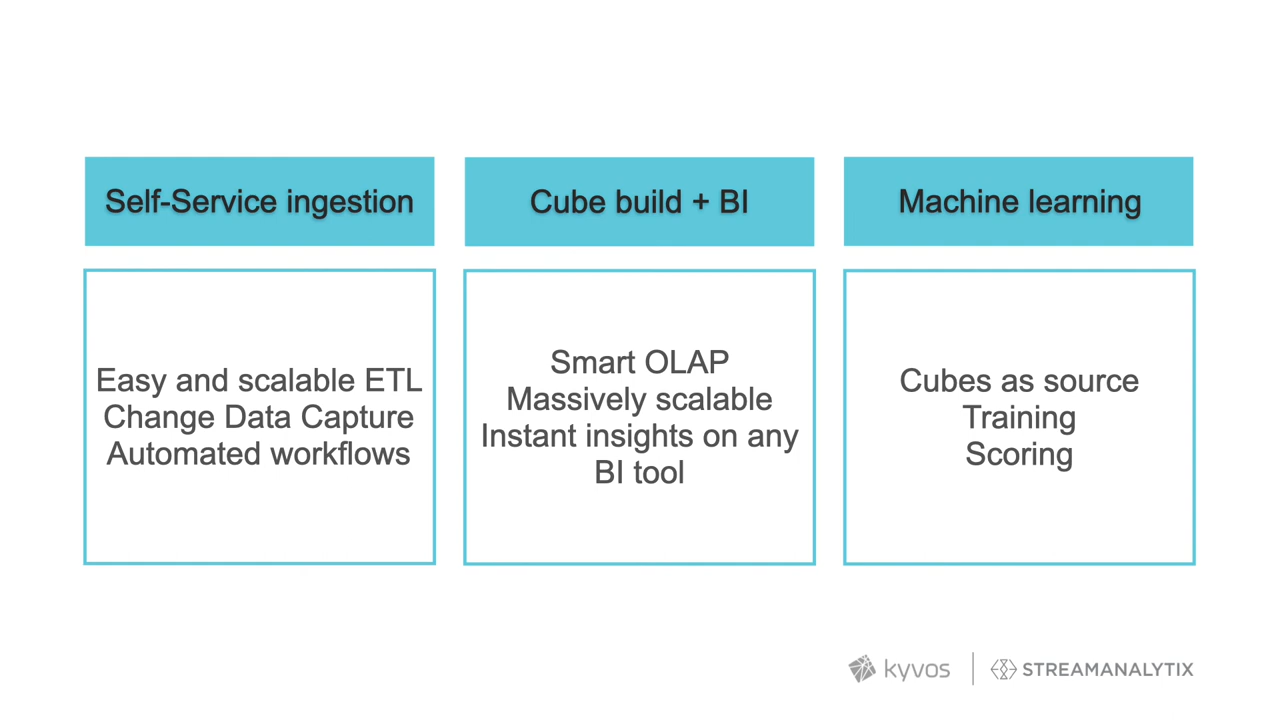 Self-Service ingestion
Cube build + BI
Machine learning
Easy and scalable ETL
Change Data Capture
Automated workflows
Smart OLAP
Massively scalable
Instant insights on any
BI tool
Cubes as source
Training
Scoring
kyvos
STREAMANALYTIX